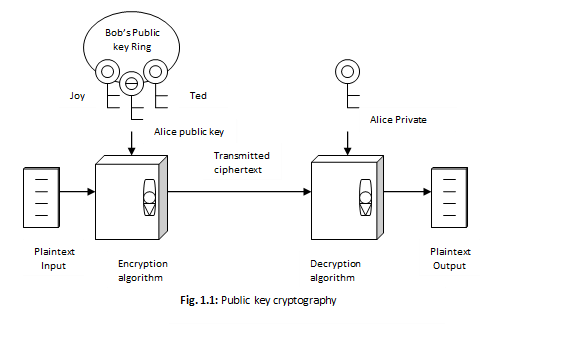 Bob's Public
key Ring
Joy
Ted
Alice public key
Alice Private
Transmitted
ciphertext
Plaintext
Input
Encryption
algorithm
Decryption
algorithm
Plaintext
Output
Fig. 1.1: Public key cryptography